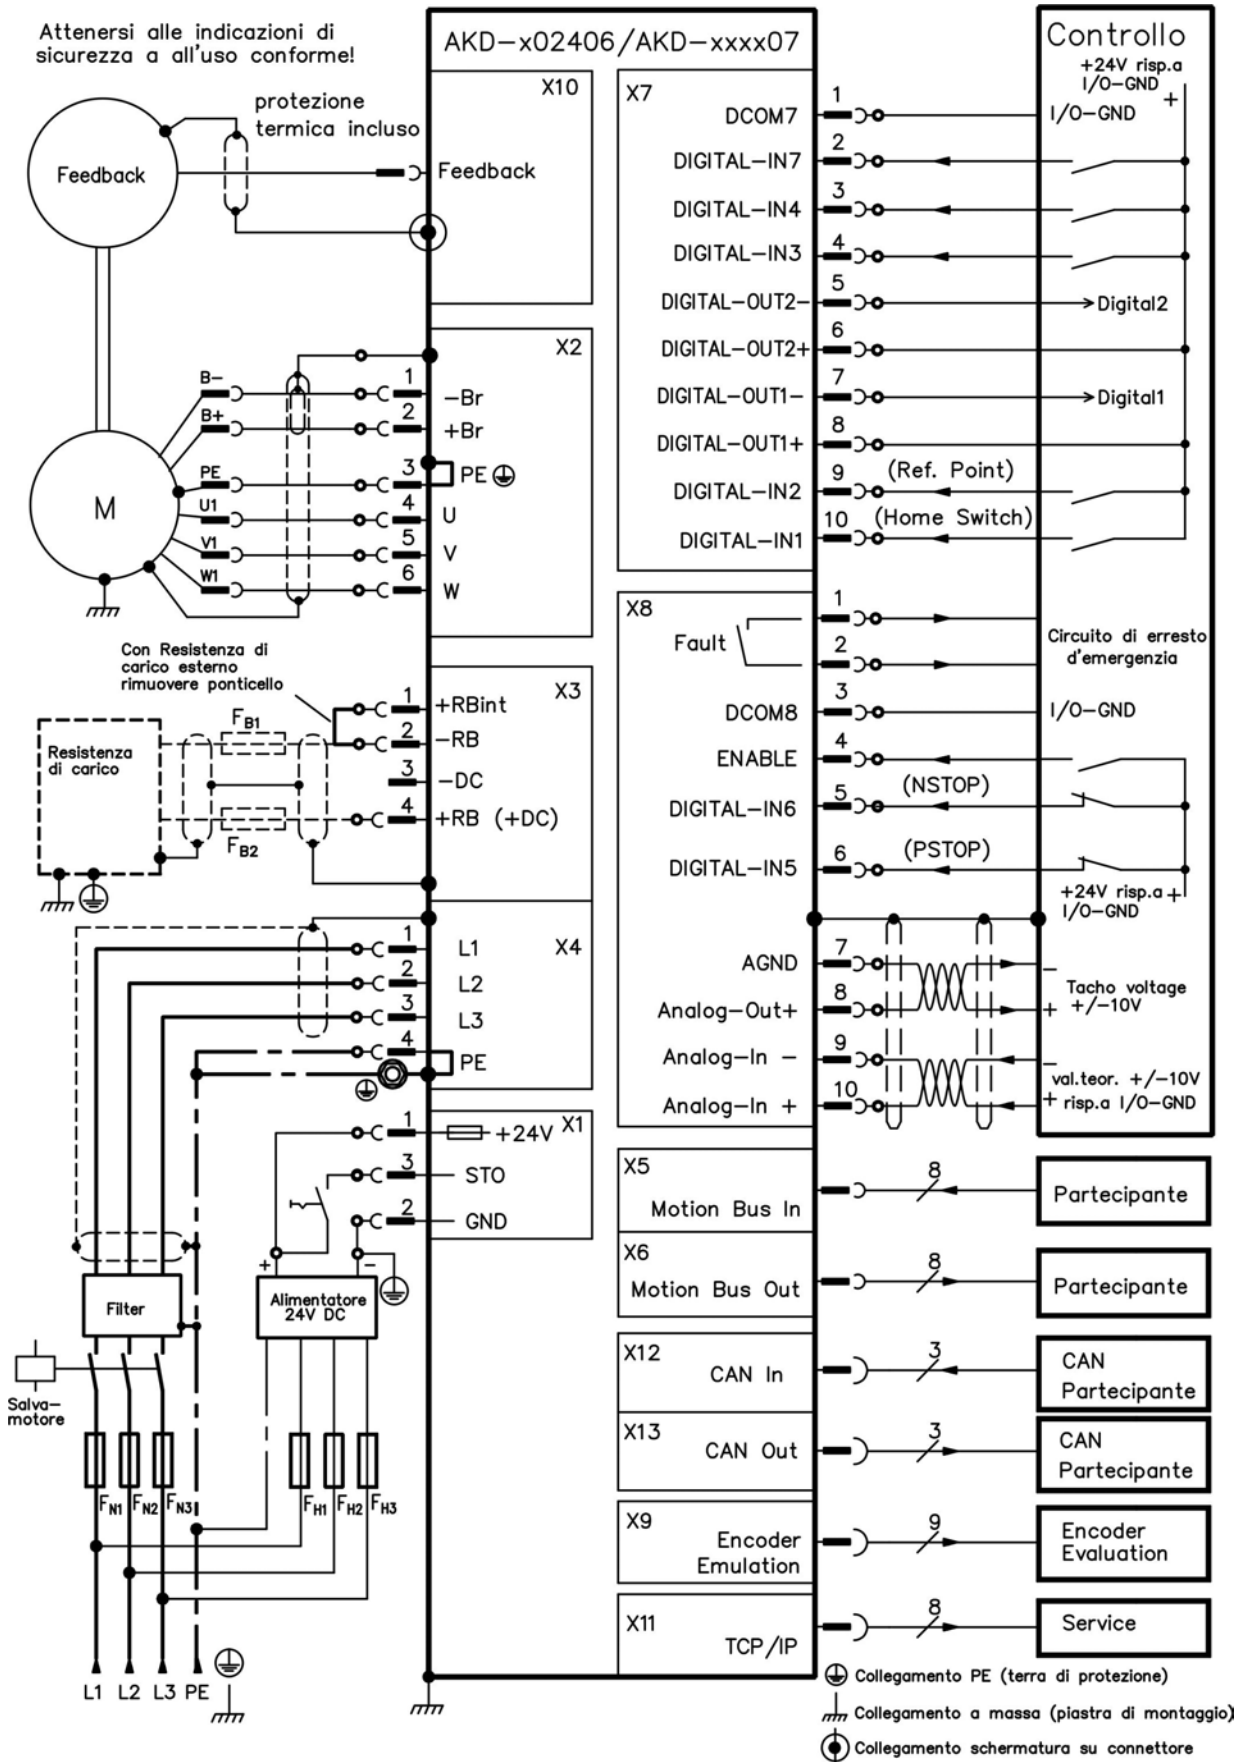 Attenersi alle indicazioni di
sicurezza a all'uso conforme!
AKD-x02406/AKD-xxxx07
Controllo
+24V risp.a
I/O-GND
+
X10
protezione
termica incluso
Feedback
Feedback
X2
B- 1 -Br
B+ 2 +Br
PE 3 PE
M
U1 4 U
V1 5 V
W1 6 W
Con Resistenza di
carico esterno
rimuovere ponticello
X3
Resistenza
di carico
FB1
FB2
1 +RBint
2 -RB
3 -DC
4 +RB (+DC)
X4
1 L1
2 L2
3 L3
4 PE
X1
1 +24V
3 STO
2 GND
+ -
Filter
Alimentatore
24V DC
Salva-
motore
FN1 FN2 FN3
FH1 FH2 FH3
L1 L2 L3 PE
X7
DCOM7 1 I/O-GND
DIGITAL-IN7 2
DIGITAL-IN4 3
DIGITAL-IN3 4
DIGITAL-OUT2- 5 Digital2
DIGITAL-OUT2+ 6
DIGITAL-OUT1- 7 Digital1
DIGITAL-OUT1+ 8
DIGITAL-IN2 9 (Ref. Point)
DIGITAL-IN1 10 (Home Switch)
X8
Fault 1
2
Circuito di erresto
d'emergenzia
DCOM8 3 I/O-GND
ENABLE 4
DIGITAL-IN6 5 (NSTOP)
DIGITAL-IN5 6 (PSTOP)
+24V risp.a +
I/O-GND
AGND 7 -
Tacho voltage
+/-10V
Analog-Out+ 8 +
Analog-In - 9 -
val.teor. +/-10V
Analog-In + 10 + risp.a I/O-GND
X5
Motion Bus In 8 Partecipante
X6
Motion Bus Out 8 Partecipante
X12
CAN In 3 CAN
Partecipante
X13
CAN Out 3 CAN
Partecipante
X9
Encoder
Emulation
9
Encoder
Evaluation
X11
TCP/IP 8 Service
Collegamento PE (terra di protezione)
Collegamento a massa (piastra di montaggio)
Collegamento schermatura su connettore